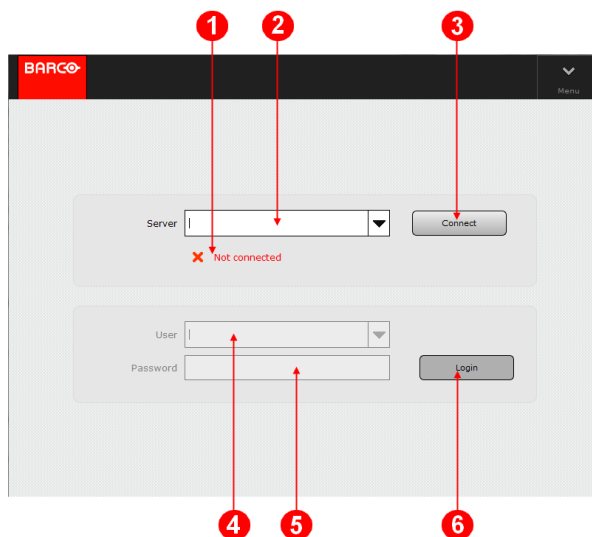 1 2 3
BARCO
Menu
Server
Connect
Not connected
User
Password
Login
4 5 6